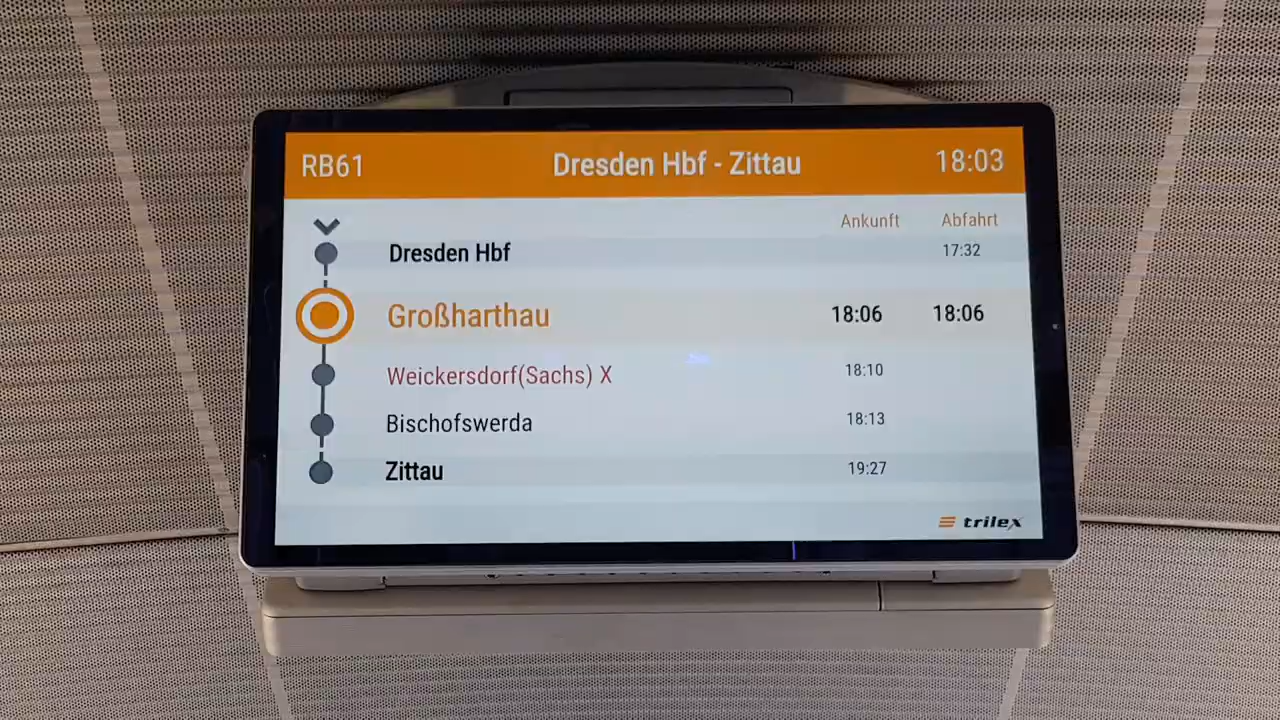 RB61 Dresden Hbf - Zittau 18:03
Ankunft Abfahrt
Dresden Hbf 17:32
Großharthau 18:06 18:06
Weickersdorf(Sachs) X 18:10
Bischofswerda 18:13
Zittau 19:27
trilex